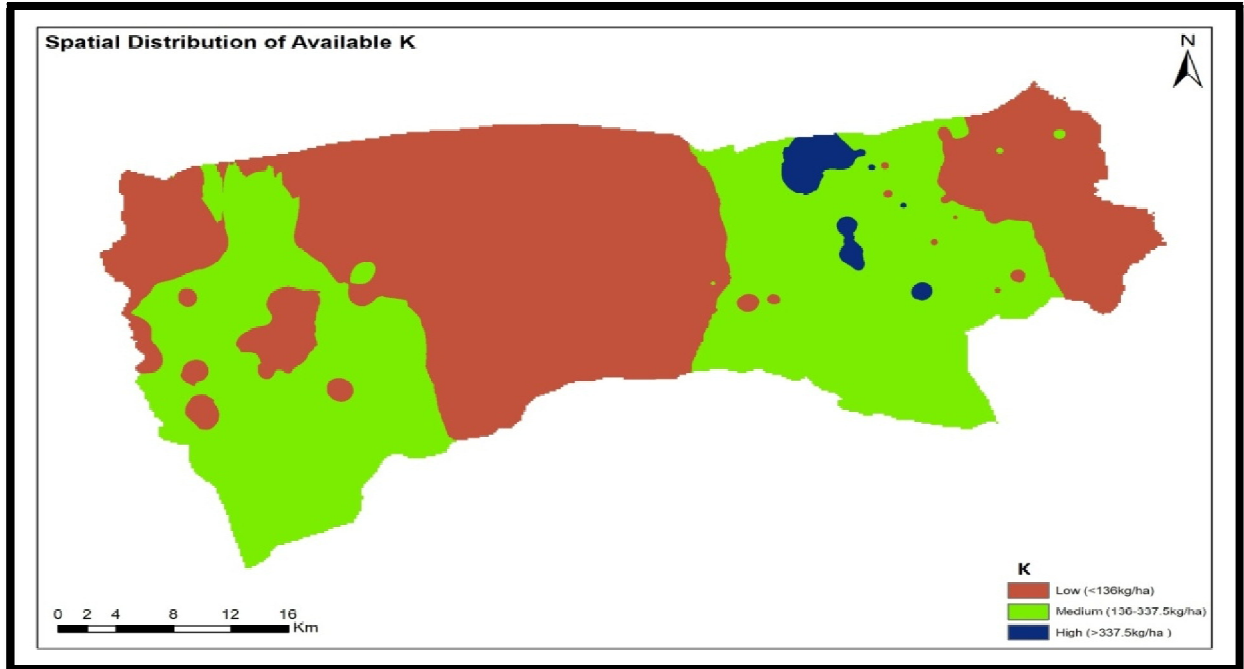 Spatial Distribution of Available K
N
K
Low (<136kg/ha)
Medium (136-337.5kg/ha)
High (>337.5kg/ha )
0 2 4 8 12 16
Km